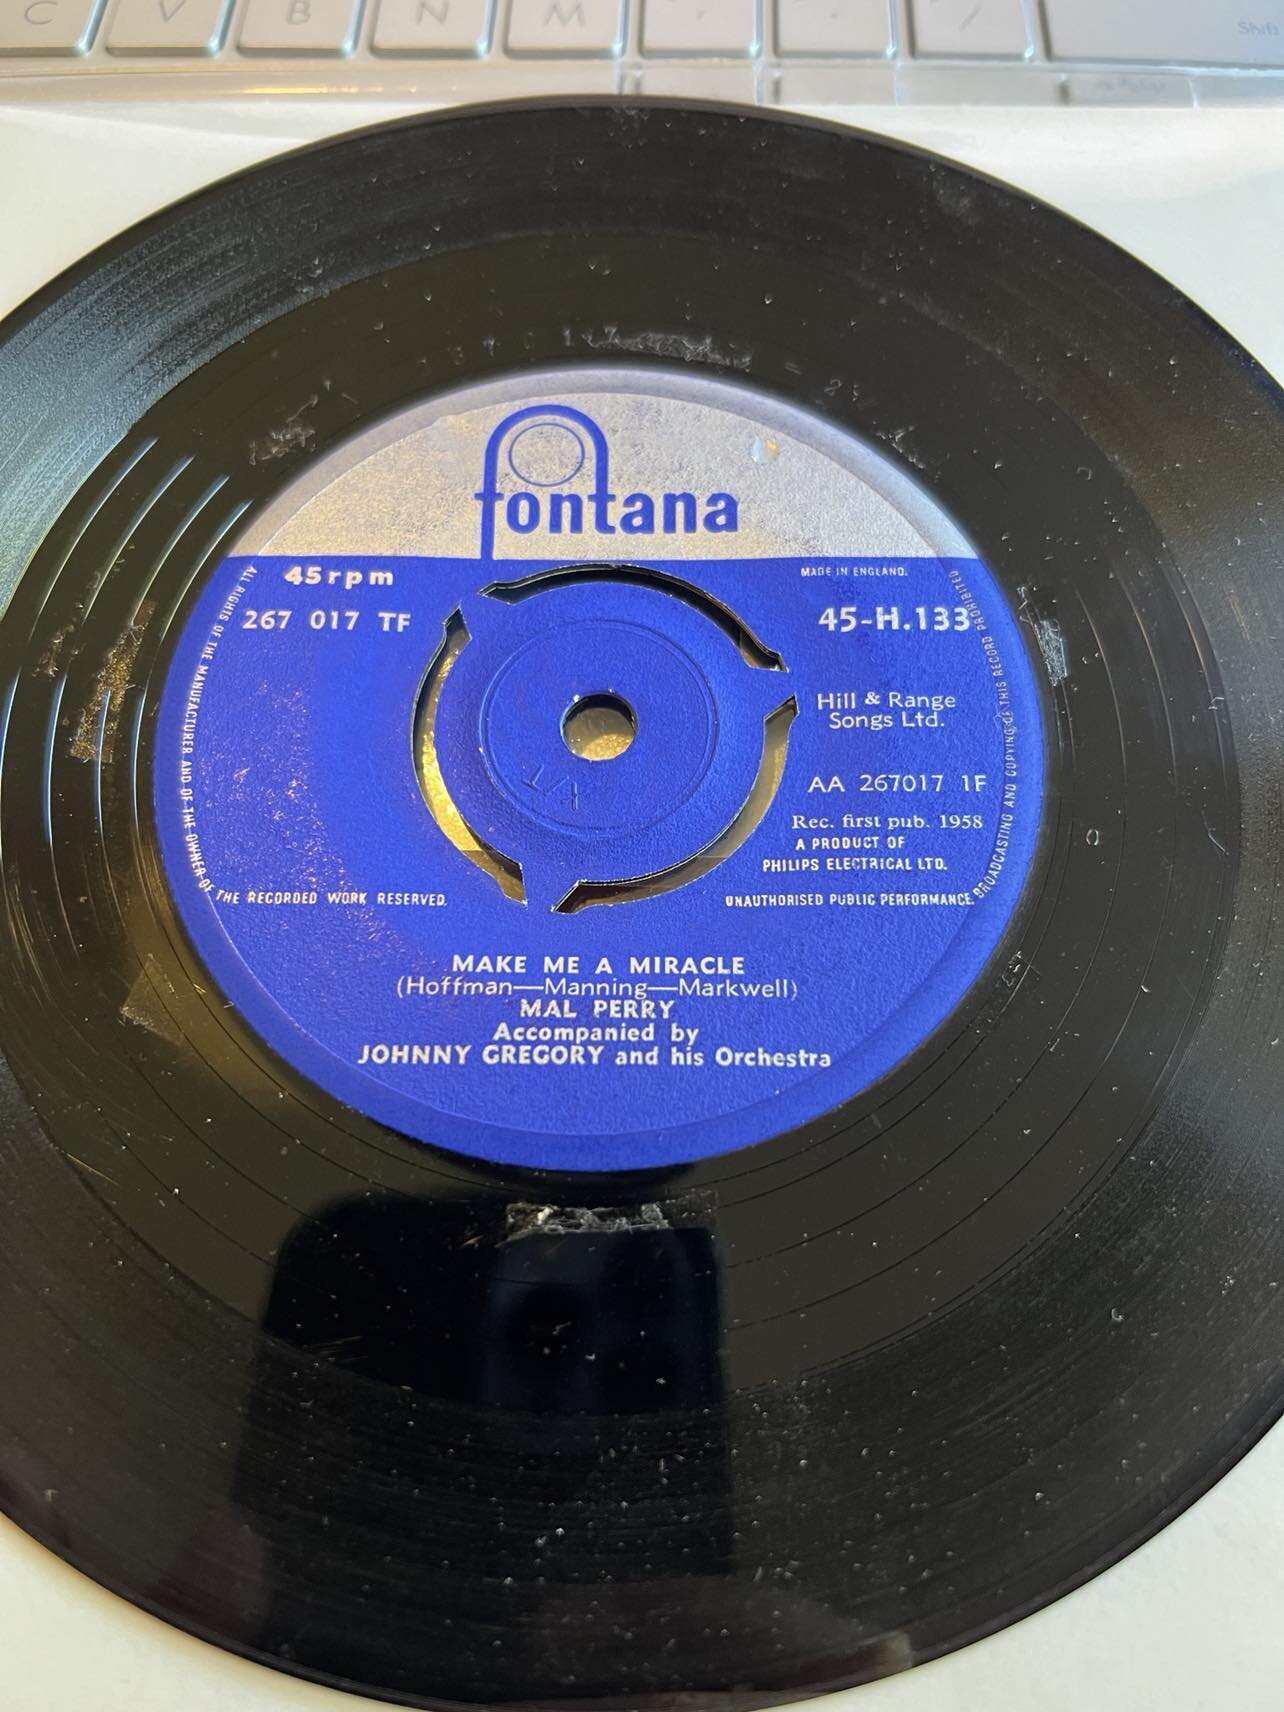 C V B N M , . / Shift
fontana
45rpm
MADE IN ENGLAND.
267 017 TF
45-H.133
Hill & Range
Songs Ltd.
AA 267017 1F
Rec. first pub. 1958
A PRODUCT OF
PHILIPS ELECTRICAL LTD.
ALL RIGHTS OF THE MANUFACTURER AND OF THE OWNER OF THE RECORDED WORK RESERVED.
UNAUTHORISED PUBLIC PERFORMANCE, BROADCASTING AND COPYING OF THIS RECORD PROHIBITED
MAKE ME A MIRACLE
(Hoffman—Manning—Markwell)
MAL PERRY
Accompanied by
JOHNNY GREGORY and his Orchestra